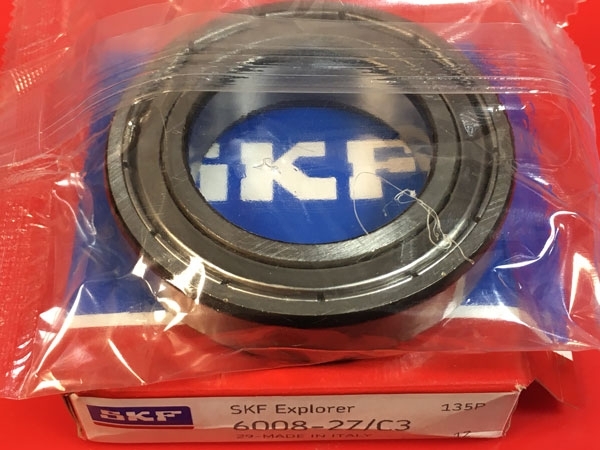 SKF
SKF
SKF Explorer
135P
6008-2Z/C3
29-MADE IN ITALY